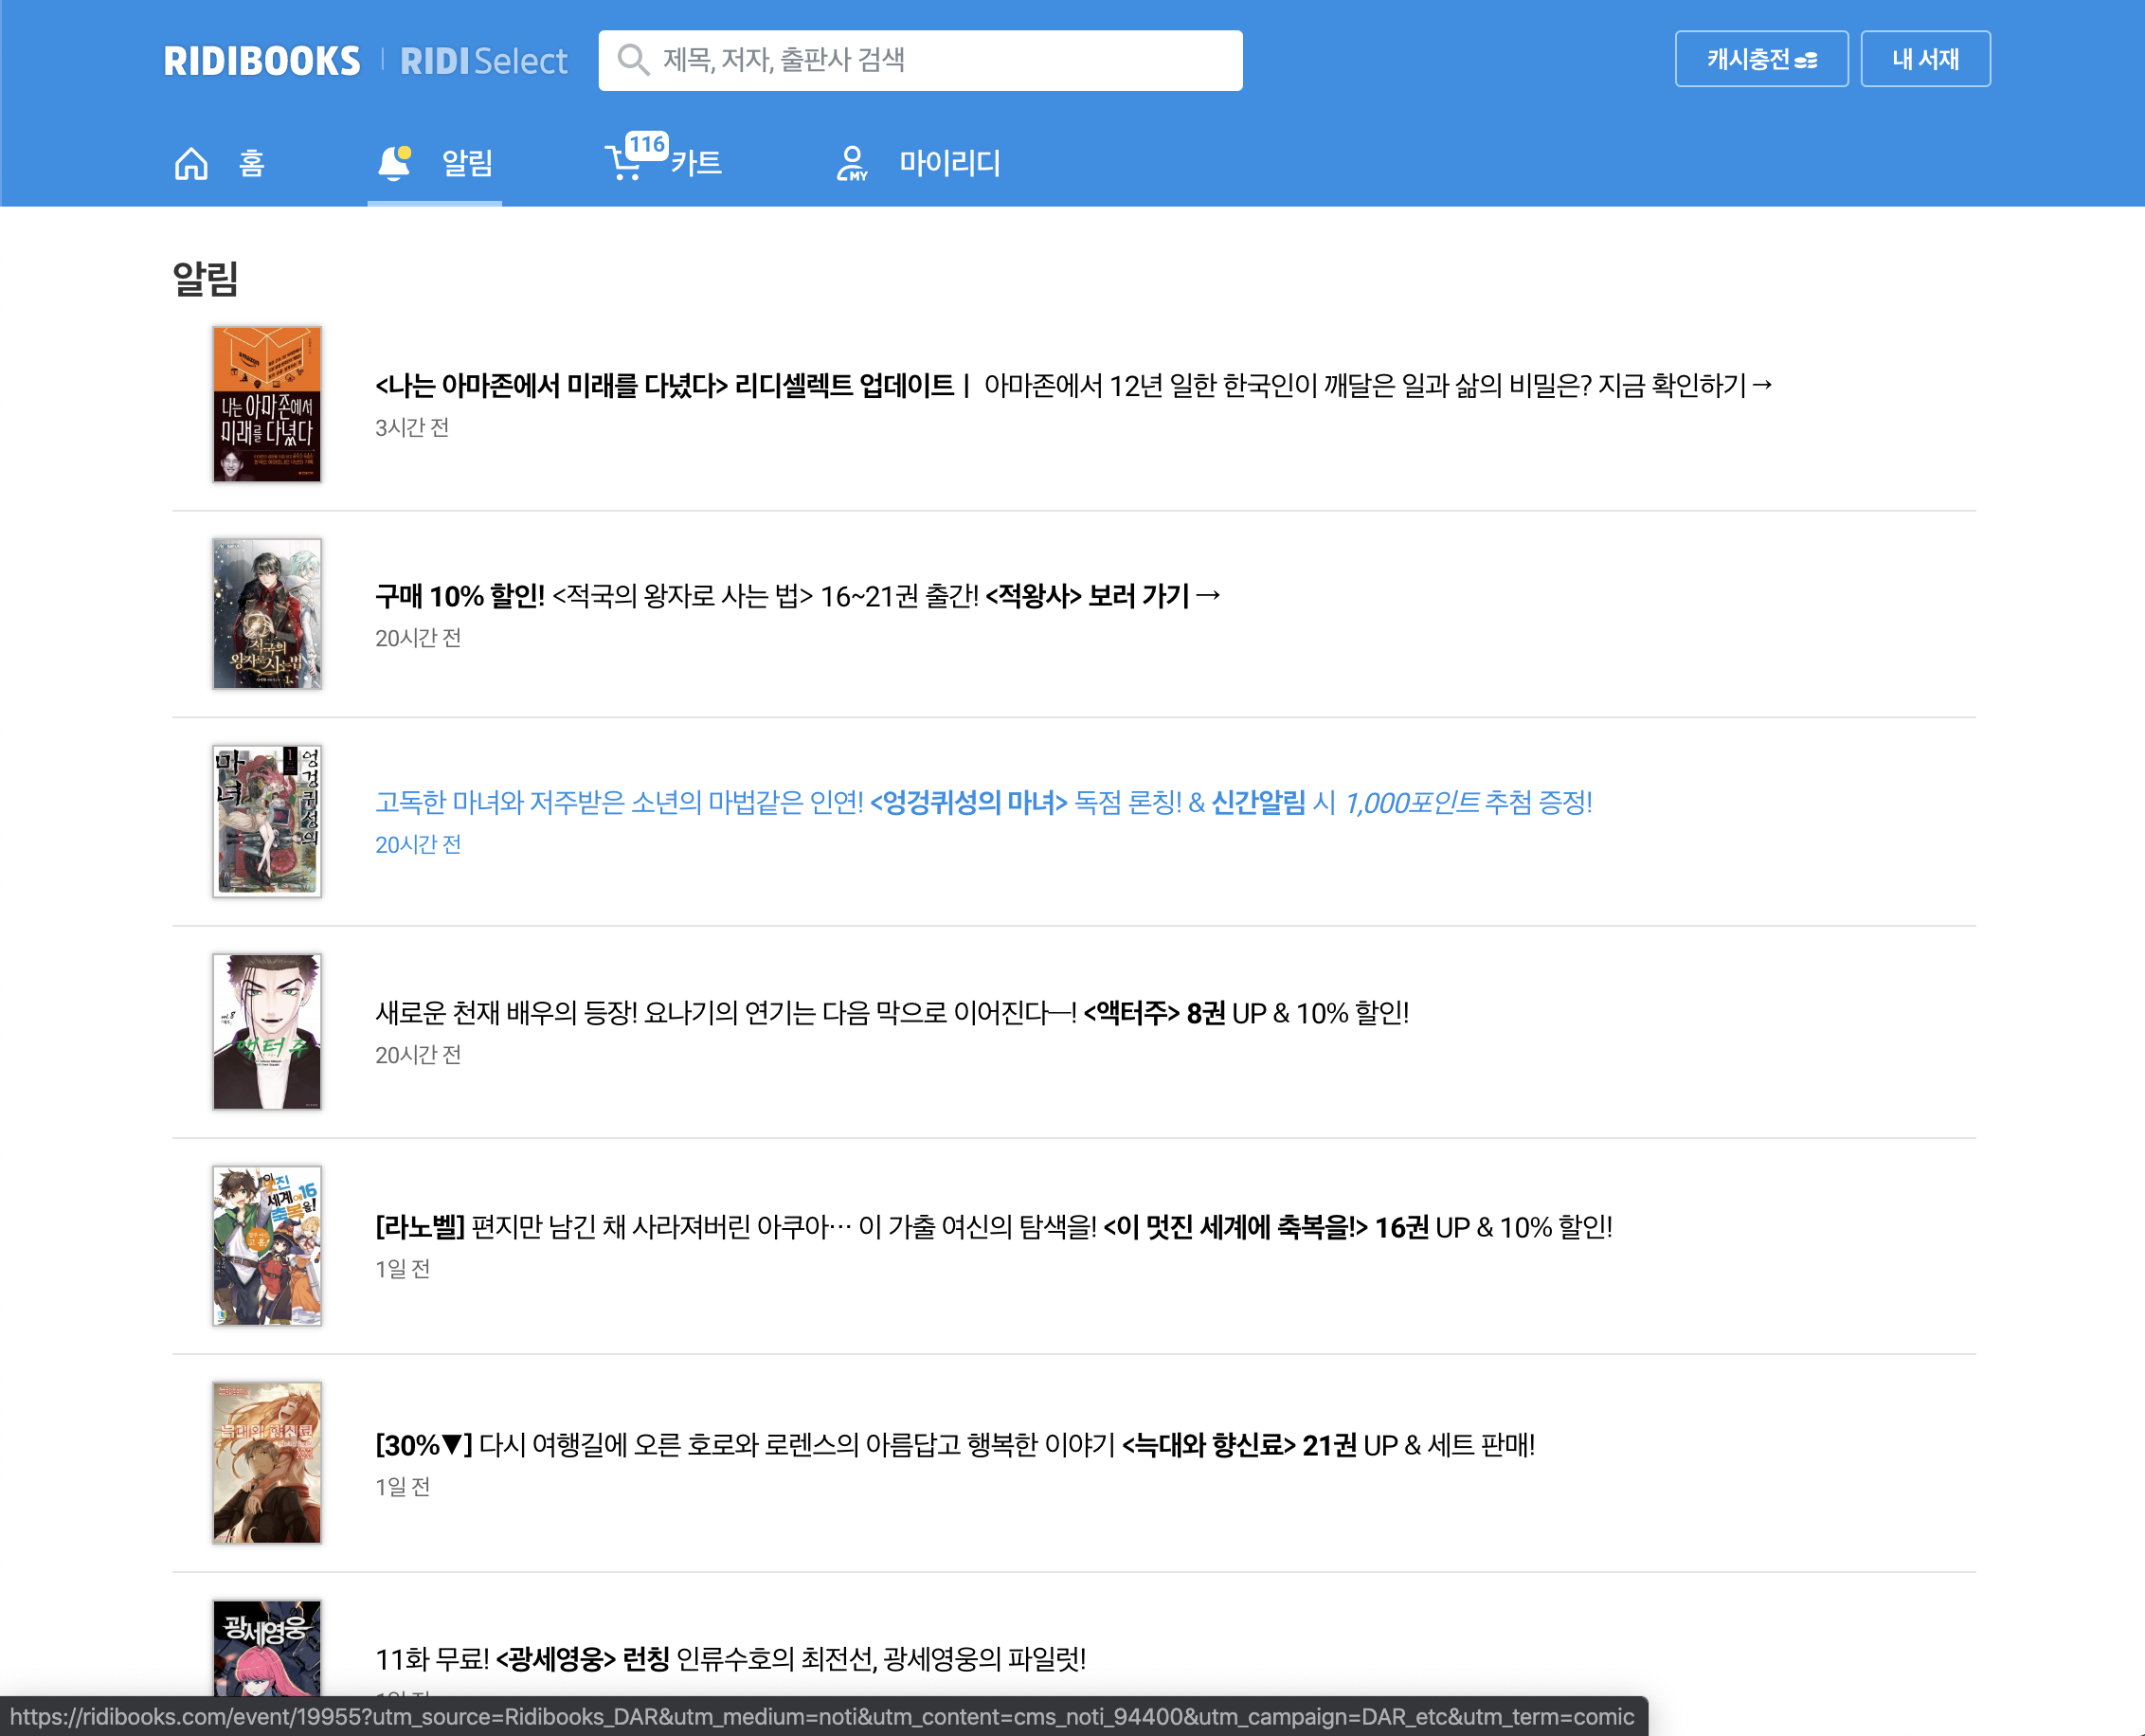 RIDIBOOKS
RIDI Select
제목, 저자, 출판사 검색
캐시충전
내 서재
홈
알림
116
카트
MY
마이리디
알림
amazon
나는 아마존에서
미래를 다녔다
<나는 아마존에서 미래를 다녔다> 리디셀렉트 업데이트ㅣ 아마존에서 12년 일한 한국인이 깨달은 일과 삶의 비밀은? 지금 확인하기→
3시간 전
적국의
왕자로 사는 법
1
구매 10% 할인! <적국의 왕자로 사는 법> 16~21권 출간! <적왕사> 보러 가기→
20시간 전
엉겅퀴성의
마녀
1
고독한 마녀와 저주받은 소년의 마법같은 인연! <엉겅퀴성의 마녀> 독점 론칭! & 신간알림 시 1,000포인트 추첨 증정!
20시간 전
vol.8
액터주
새로운 천재 배우의 등장! 요나기의 연기는 다음 막으로 이어진다―! <액터주> 8권 UP & 10% 할인!
20시간 전
이 멋진
세계에
축복을!
16
[라노벨] 편지만 남긴 채 사라져버린 아쿠아… 이 가출 여신의 탐색을! <이 멋진 세계에 축복을!> 16권 UP & 10% 할인!
1일 전
늑대와 향신료
[30%▼] 다시 여행길에 오른 호로와 로렌스의 아름답고 행복한 이야기 <늑대와 향신료> 21권 UP & 세트 판매!
1일 전
광세영웅
11화 무료! <광세영웅> 런칭 인류수호의 최전선, 광세영웅의 파일럿!
1일 전
https://ridibooks.com/event/19955?utm_source=Ridibooks_DAR&utm_medium=noti&utm_content=cms_noti_94400&utm_campaign=DAR_etc&utm_term=comic